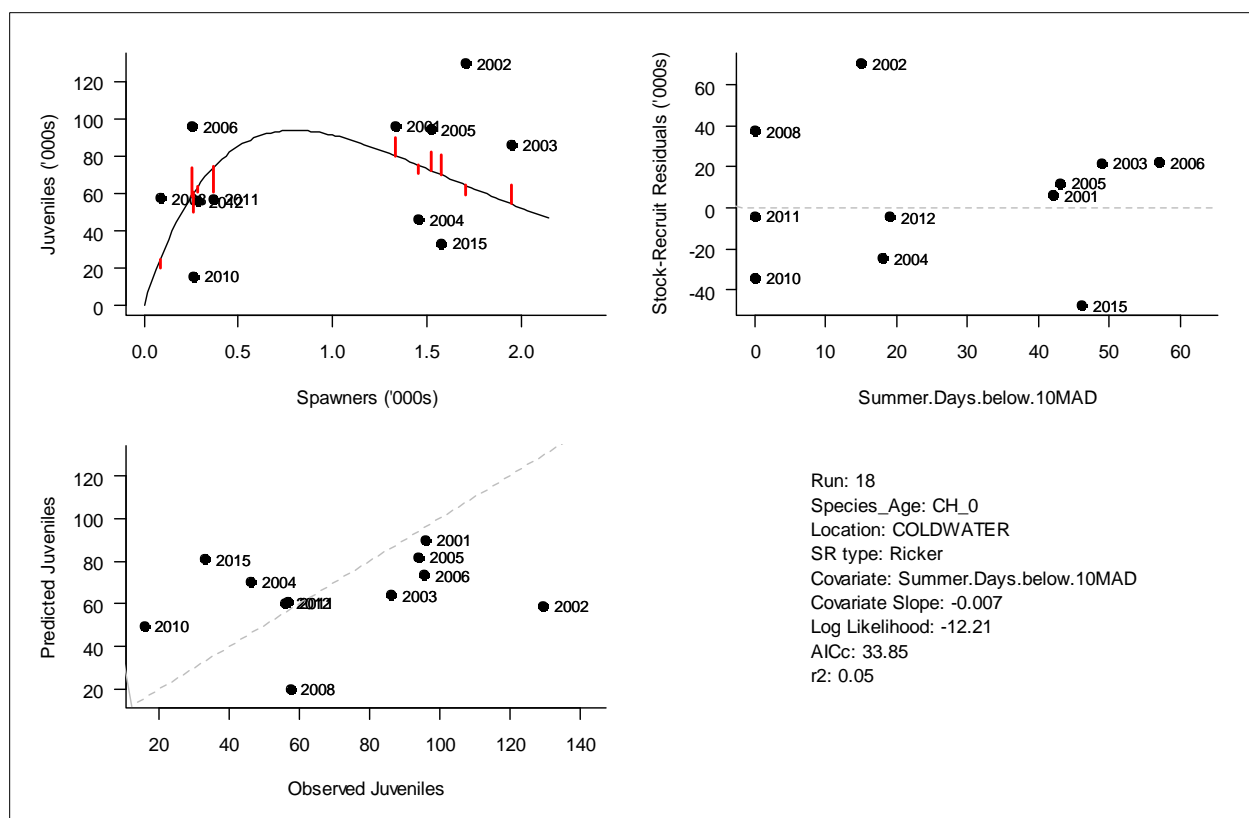 Juveniles ('000s)
120
100
80
60
40
20
0
2002
2006
2001
2005
2003
2008
2012
2011
2004
2015
2010
0.0 0.5 1.0 1.5 2.0
Spawners ('000s)
Stock-Recruit Residuals ('000s)
60
40
20
0
-20
-40
2002
2008
2003
2006
2005
2001
2011
2012
2004
2010
2015
0 10 20 30 40 50 60
Summer.Days.below.10MAD
Predicted Juveniles
120
100
80
60
40
20
2001
2015
2005
2004
2006
2003
2012
2011
2002
2010
2008
20 40 60 80 100 120 140
Observed Juveniles
Run: 18
Species_Age: CH_0
Location: COLDWATER
SR type: Ricker
Covariate: Summer.Days.below.10MAD
Covariate Slope: -0.007
Log Likelihood: -12.21
AICc: 33.85
r2: 0.05